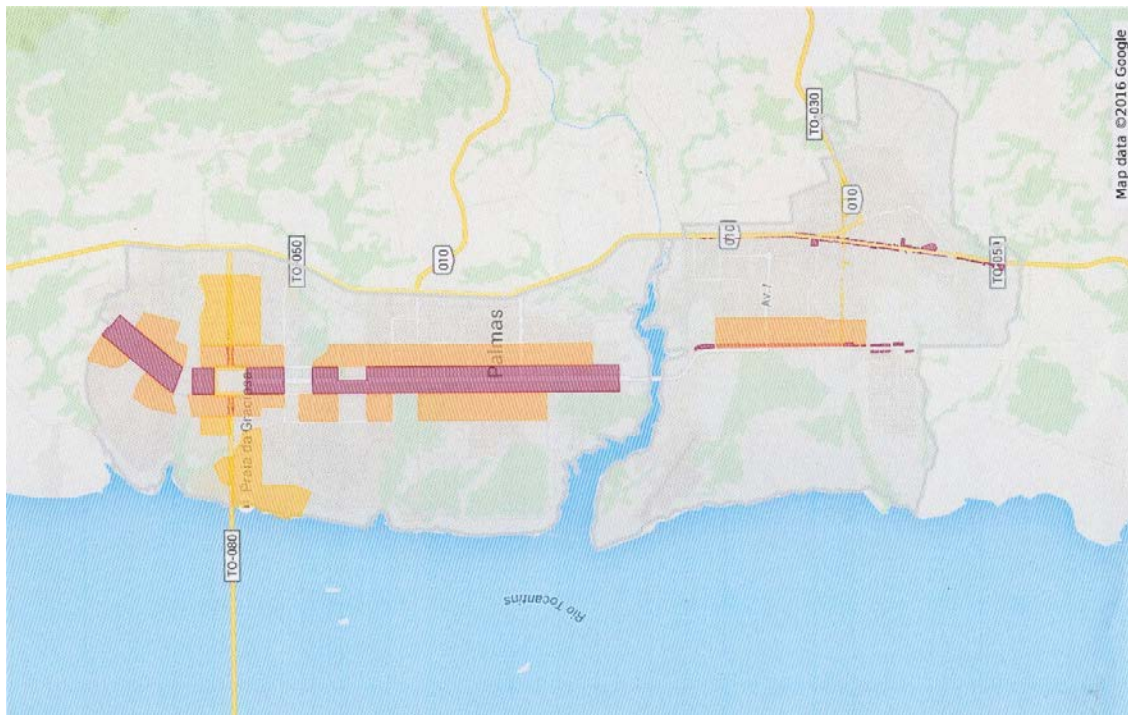 Map data ©2016 Google
TO-030
010
010
TO-050
010
TO-050
Av. I
Palmas
Praia da Graciosa
TO-080
Rio Tocantins